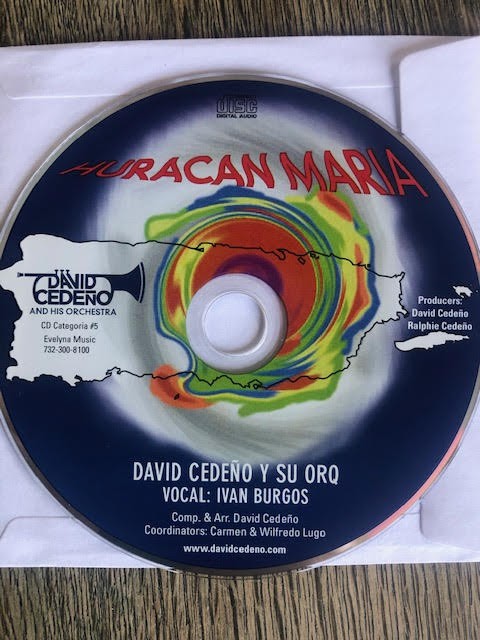 disc
DIGITAL AUDIO
HURACAN MARIA
DAVID
CEDEÑO
AND HIS ORCHESTRA
CD Categoria #5
Evelyna Music
732-300-8100
Producers:
David Cedeño
Ralphie Cedeño
DAVID CEDEÑO Y SU ORQ
VOCAL: IVAN BURGOS
Comp. & Arr. David Cedeño
Coordinators: Carmen & Wilfredo Lugo
www.davidcedeno.com